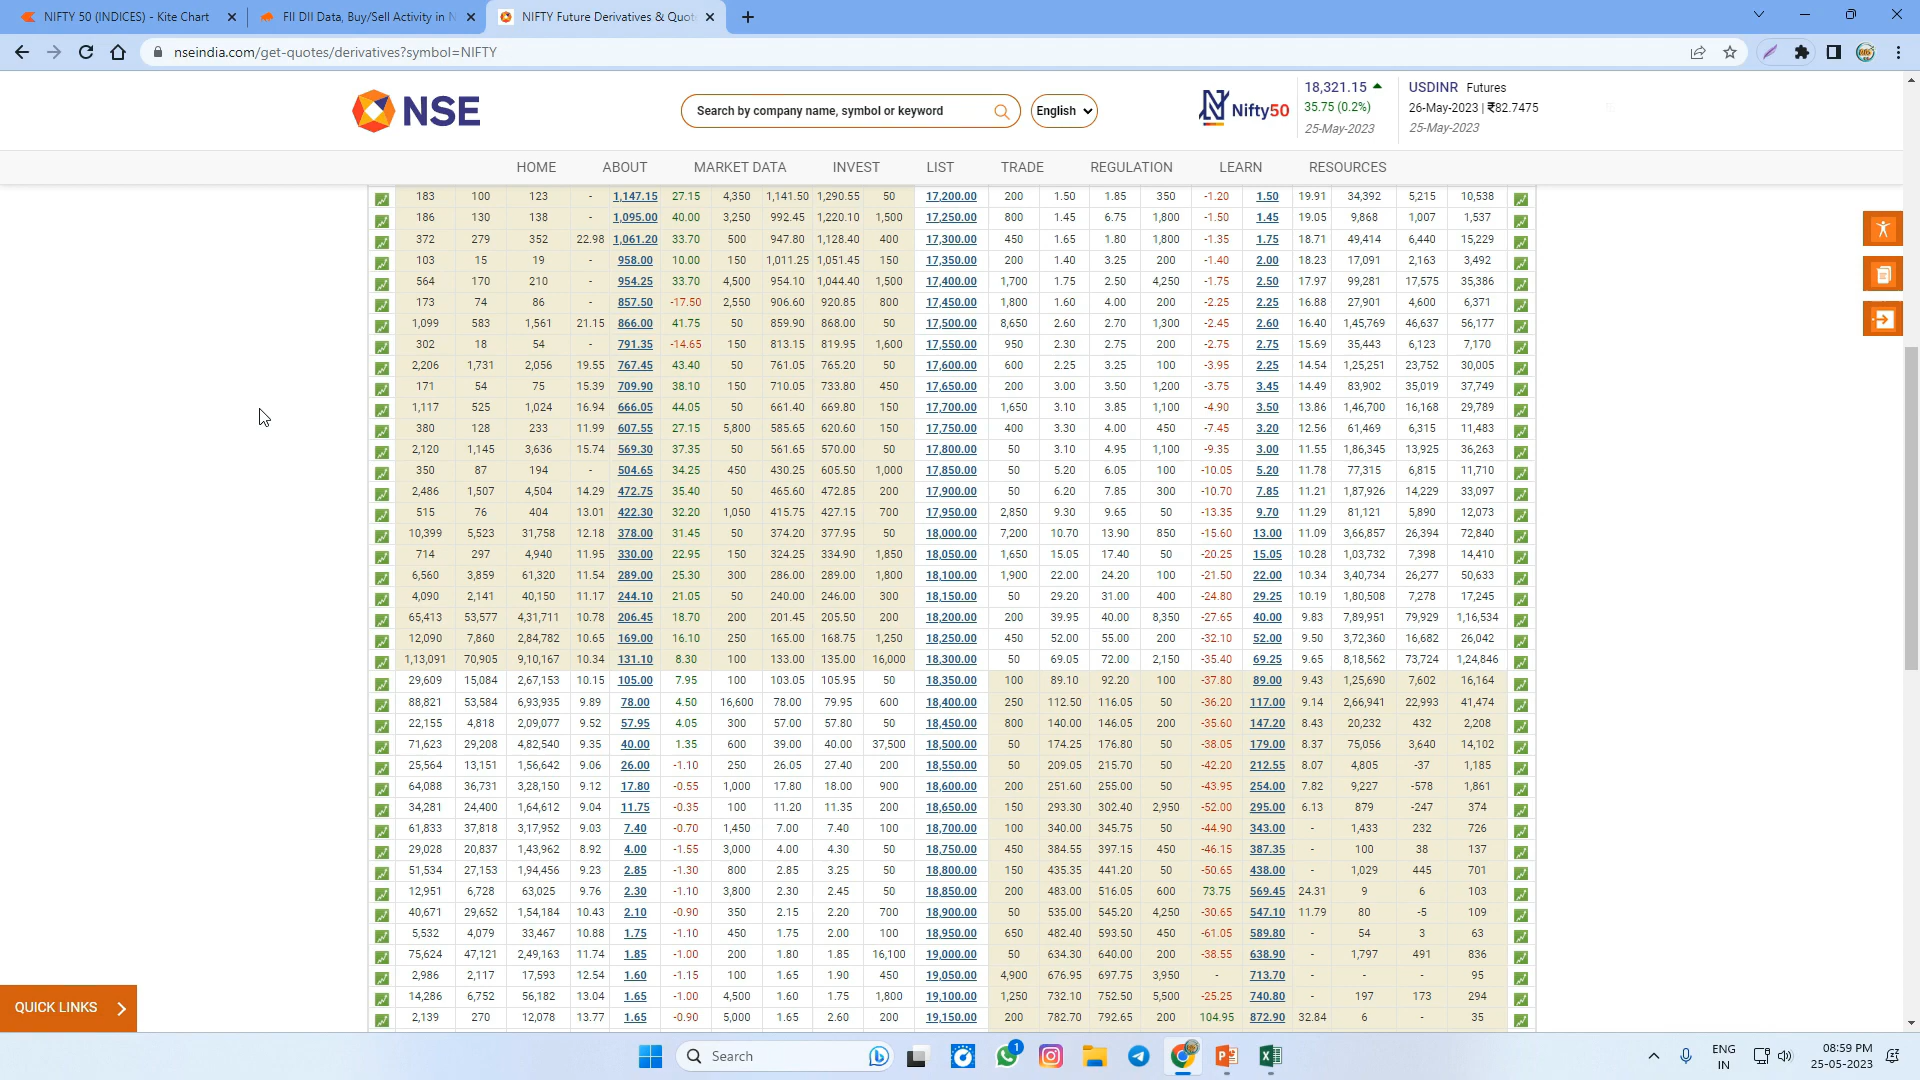 NIFTY 50 (INDICES) - Kite Chart
FII DII Data, Buy/Sell Activity in N
NIFTY Future Derivatives & Quot
nseindia.com/get-quotes/derivatives?symbol=NIFTY
NSE
Search by company name, symbol or keyword
English
Nifty50
18,321.15
35.75 (0.2%)
25-May-2023
USDINR Futures
26-May-2023 | ₹82.7475
25-May-2023
HOME ABOUT MARKET DATA INVEST LIST TRADE REGULATION LEARN RESOURCES
183 100 123 - 1,147.15 27.15 4,350 1,141.50 1,290.55 50 17,200.00 200 1.50 1.85 350 -1.20 1.50 19.91 34,392 5,215 10,538
186 130 138 - 1,095.00 40.00 3,250 992.45 1,220.10 1,500 17,250.00 800 1.45 6.75 1,800 -1.50 1.45 19.05 9,868 1,007 1,537
372 279 352 22.98 1,061.20 33.70 500 947.80 1,128.40 400 17,300.00 450 1.65 1.80 1,800 -1.35 1.75 18.71 49,414 6,440 15,229
103 15 19 - 958.00 10.00 150 1,011.25 1,051.45 150 17,350.00 200 1.40 3.25 200 -1.40 2.00 18.23 17,091 2,163 3,492
564 170 210 - 954.25 33.70 4,500 954.10 1,044.40 1,500 17,400.00 1,700 1.75 2.50 4,250 -1.75 2.50 17.97 99,281 17,575 35,386
173 74 86 - 857.50 -17.50 2,550 906.60 920.85 800 17,450.00 1,800 1.60 4.00 200 -2.25 2.25 16.88 27,901 4,600 6,371
1,099 583 1,561 21.15 866.00 41.75 50 859.90 868.00 50 17,500.00 8,650 2.60 2.70 1,300 -2.45 2.60 16.40 1,45,769 46,637 56,177
302 18 54 - 791.35 -14.65 150 813.15 819.95 1,600 17,550.00 950 2.30 2.75 200 -2.75 2.75 15.69 35,443 6,123 7,170
2,206 1,731 2,056 19.55 767.45 43.40 50 761.05 765.20 50 17,600.00 600 2.25 3.25 100 -3.95 2.25 14.54 1,25,251 23,752 30,005
171 54 75 15.39 709.90 38.10 150 710.05 733.80 450 17,650.00 200 3.00 3.50 1,200 -3.75 3.45 14.49 83,902 35,019 37,749
1,117 525 1,024 16.94 666.05 44.05 50 661.40 669.80 150 17,700.00 1,650 3.10 3.85 1,100 -4.90 3.50 13.86 1,46,700 16,168 29,789
380 128 233 11.99 607.55 27.15 5,800 585.65 620.60 150 17,750.00 400 3.30 4.00 450 -7.45 3.20 12.56 61,469 6,315 11,483
2,120 1,145 3,636 15.74 569.30 37.35 50 561.65 570.00 50 17,800.00 50 3.10 4.95 1,100 -9.35 3.00 11.55 1,86,345 13,925 36,263
350 87 194 - 504.65 34.25 450 430.25 605.50 1,000 17,850.00 50 5.20 6.05 100 -10.05 5.20 11.78 77,315 6,815 11,710
2,486 1,507 4,504 14.29 472.75 35.40 50 465.60 472.85 200 17,900.00 50 6.20 7.85 300 -10.70 7.85 11.21 1,87,926 14,229 33,097
515 76 404 13.01 422.30 32.20 1,050 415.75 427.15 700 17,950.00 2,850 9.30 9.65 50 -13.35 9.70 11.29 81,121 5,890 12,073
10,399 5,523 31,758 12.18 378.00 31.45 50 374.20 377.95 50 18,000.00 7,200 10.70 13.90 850 -15.60 13.00 11.09 3,66,857 26,394 72,840
714 297 4,940 11.95 330.00 22.95 150 324.25 334.90 1,850 18,050.00 1,650 15.05 17.40 50 -20.25 15.05 10.28 1,03,732 7,398 14,410
6,560 3,859 61,320 11.54 289.00 25.30 300 286.00 289.00 1,800 18,100.00 1,900 22.00 24.20 100 -21.50 22.00 10.34 3,40,734 26,277 50,633
4,090 2,141 40,150 11.17 244.10 21.05 50 240.00 246.00 300 18,150.00 50 29.20 31.00 400 -24.80 29.25 10.19 1,80,508 7,278 17,245
65,413 53,577 4,31,711 10.78 206.45 18.70 200 201.45 205.50 200 18,200.00 200 39.95 40.00 8,350 -27.65 40.00 9.83 7,89,951 79,929 1,16,534
12,090 7,860 2,84,782 10.65 169.00 16.10 250 165.00 168.75 1,250 18,250.00 450 52.00 55.00 200 -32.10 52.00 9.50 3,72,360 16,682 26,042
1,13,091 70,905 9,10,167 10.34 131.10 8.30 100 133.00 135.00 16,000 18,300.00 50 69.05 72.00 2,150 -35.40 69.25 9.65 8,18,562 73,724 1,24,846
29,609 15,084 2,67,153 10.15 105.00 7.95 100 103.05 105.95 50 18,350.00 100 89.10 92.20 100 -37.80 89.00 9.43 1,25,690 7,602 16,164
88,821 53,584 6,93,935 9.89 78.00 4.50 16,600 78.00 79.95 600 18,400.00 250 112.50 116.05 50 -36.20 117.00 9.14 2,66,941 22,993 41,474
22,155 4,818 2,09,077 9.52 57.95 4.05 300 57.00 57.80 50 18,450.00 800 140.00 146.05 200 -35.60 147.20 8.43 20,232 432 2,208
71,623 29,208 4,82,540 9.35 40.00 1.35 600 39.00 40.00 37,500 18,500.00 50 174.25 176.80 50 -38.05 179.00 8.37 75,056 3,640 14,102
25,564 13,151 1,56,642 9.06 26.00 -1.10 250 26.05 27.40 200 18,550.00 50 209.05 215.70 50 -42.20 212.55 8.07 4,805 -37 1,185
64,088 36,731 3,28,150 9.12 17.80 -0.55 1,000 17.80 18.00 900 18,600.00 200 251.60 255.00 50 -43.95 254.00 7.82 9,227 -578 1,861
34,281 24,400 1,64,612 9.04 11.75 -0.35 100 11.20 11.35 200 18,650.00 150 293.30 302.40 2,950 -52.00 295.00 6.13 879 -247 374
61,833 37,818 3,17,952 9.03 7.40 -0.70 1,450 7.00 7.40 100 18,700.00 100 340.00 345.75 50 -44.90 343.00 - 1,433 232 726
29,028 20,837 1,43,962 8.92 4.00 -1.55 3,000 4.00 4.30 50 18,750.00 450 384.55 397.15 450 -46.15 387.35 - 100 38 137
51,534 27,153 1,94,456 9.23 2.85 -1.30 800 2.85 3.25 50 18,800.00 150 435.35 441.20 50 -50.65 438.00 - 1,029 445 701
12,951 6,728 63,025 9.76 2.30 -1.10 3,800 2.30 2.45 50 18,850.00 200 483.00 516.05 600 73.75 569.45 24.31 9 6 103
40,671 29,652 1,54,184 10.43 2.10 -0.90 350 2.15 2.20 700 18,900.00 50 535.00 545.20 4,250 -30.65 547.10 11.79 80 -5 109
5,532 4,079 33,467 10.88 1.75 -1.10 450 1.75 2.00 100 18,950.00 650 482.40 593.50 450 -61.05 589.80 - 54 3 63
75,624 47,121 2,49,163 11.74 1.85 -1.00 200 1.80 1.85 16,100 19,000.00 50 634.30 640.00 200 -38.55 638.90 - 1,797 491 836
2,986 2,117 17,593 12.54 1.60 -1.15 100 1.65 1.90 450 19,050.00 4,900 676.95 697.75 3,950 - 713.70 - - - 95
14,286 6,752 56,182 13.04 1.65 -1.00 4,500 1.60 1.75 1,800 19,100.00 1,250 732.10 752.50 5,500 -25.25 740.80 - 197 173 294
2,139 270 12,078 13.77 1.65 -0.90 5,000 1.65 2.60 200 19,150.00 200 782.70 792.65 200 104.95 872.90 32.84 6 - 35
QUICK LINKS
Search
1
ENG
IN
08:59 PM
25-05-2023